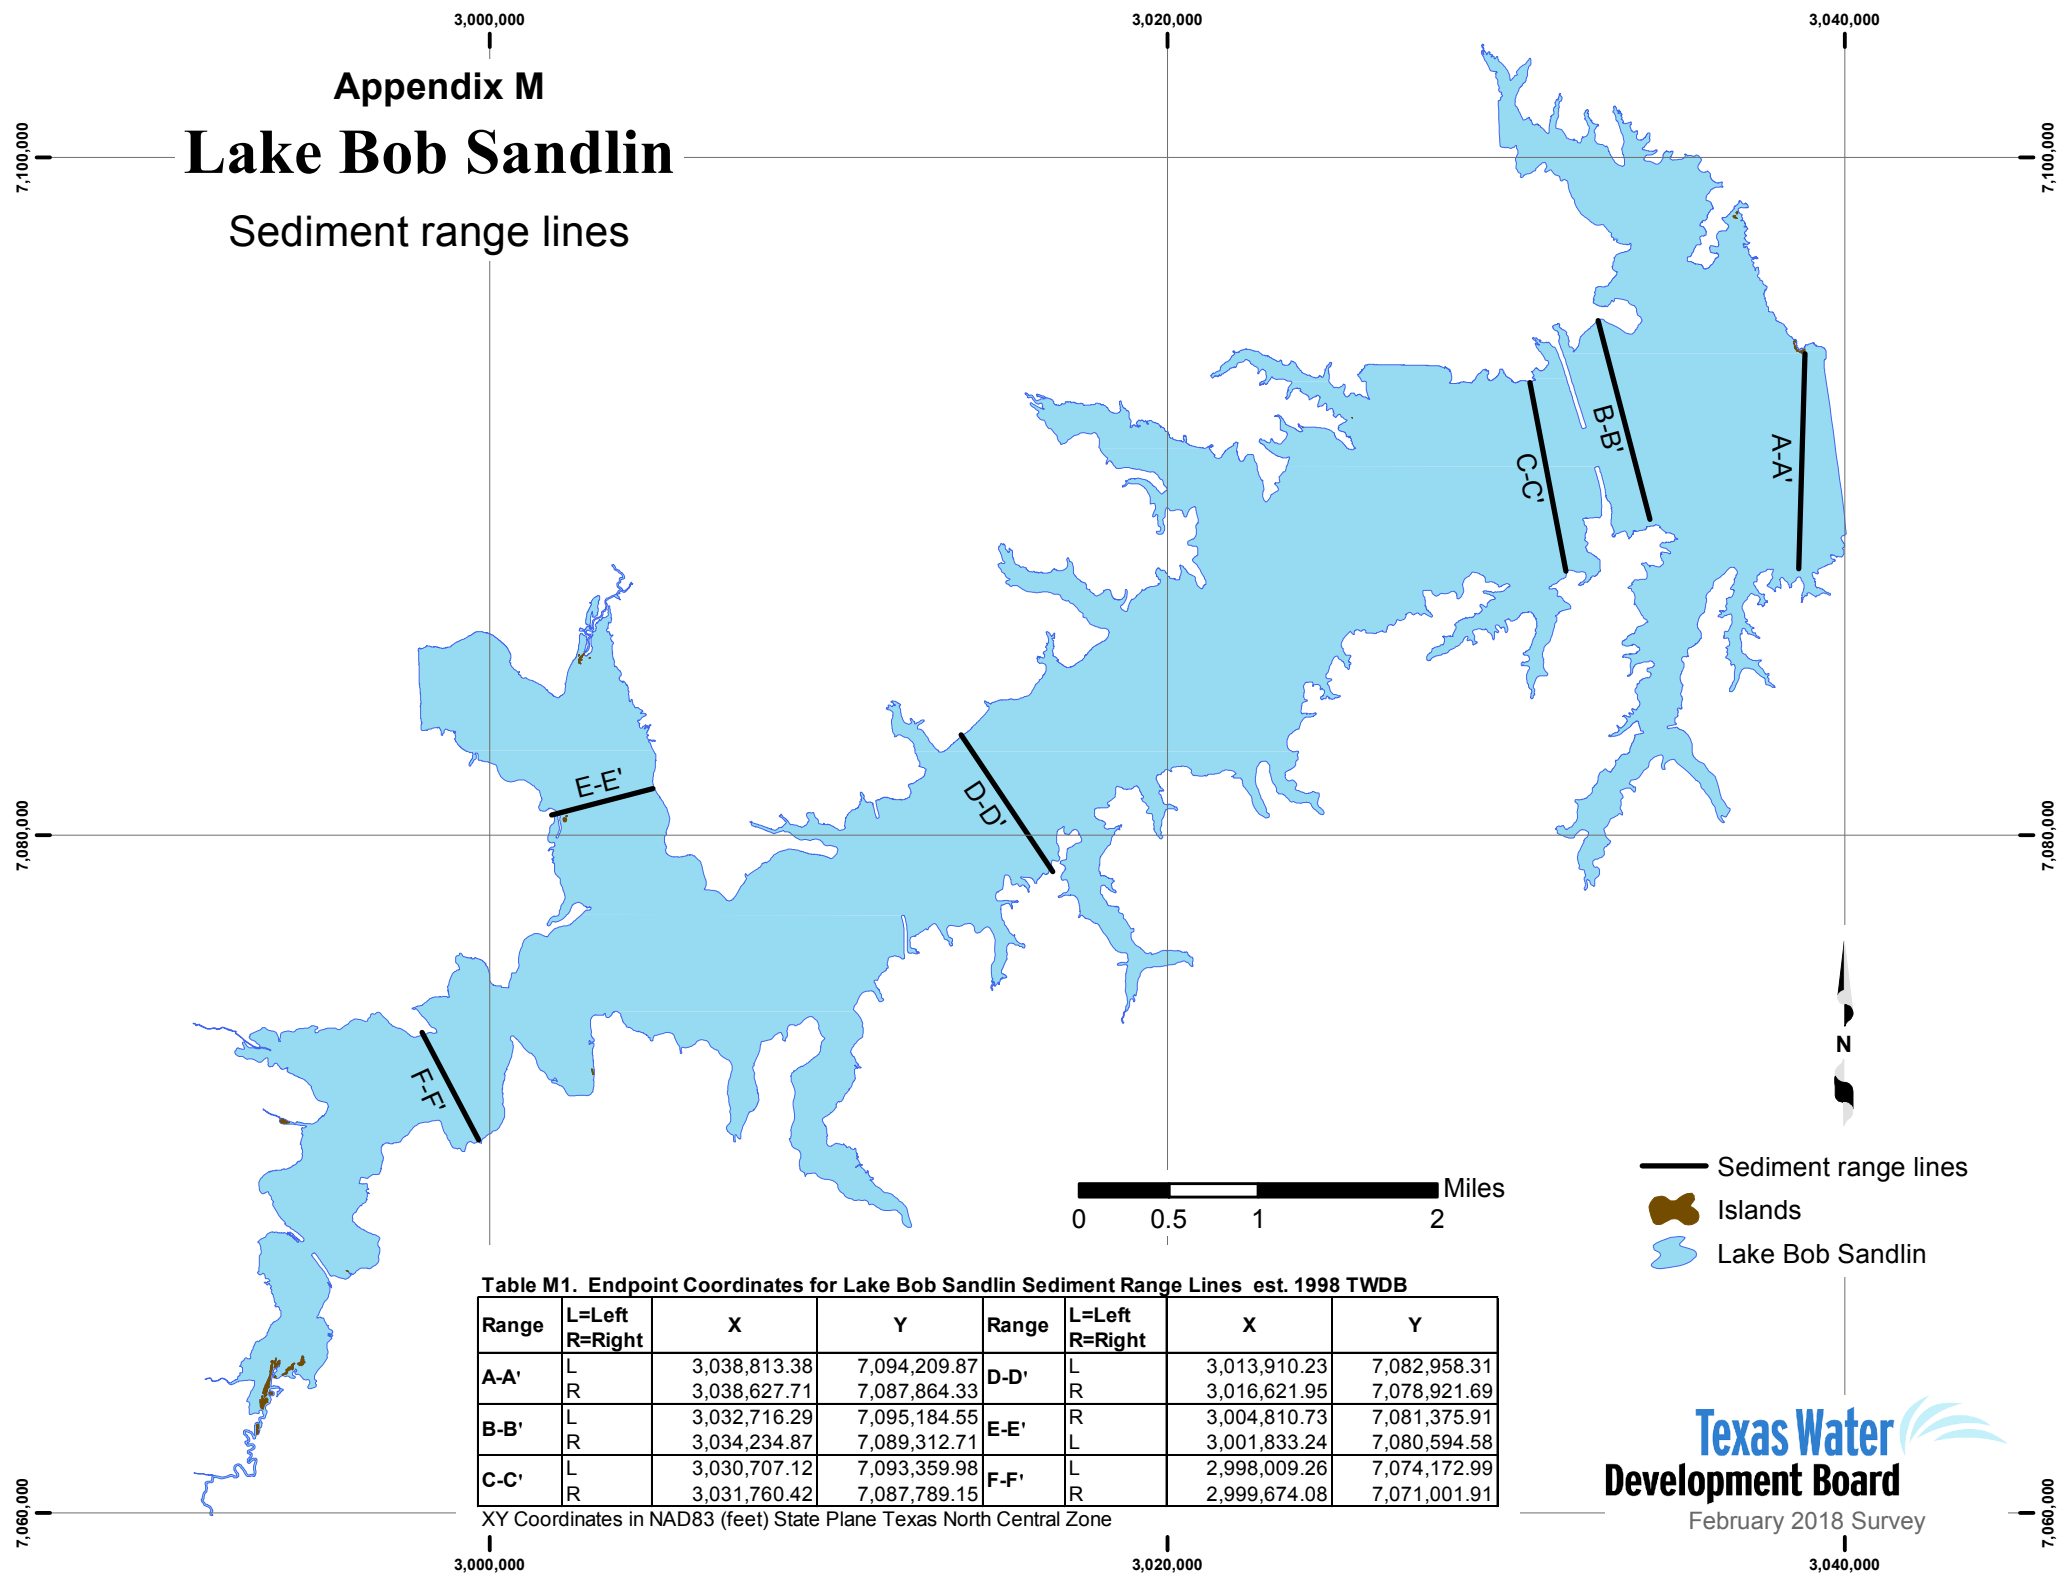 3,000,000 3,020,000 3,040,000
Appendix M
Lake Bob Sandlin
Sediment range lines
7,100,000 7,100,000
A-A'
B-B'
C-C'
D-D'
E-E'
F-F'
7,080,000 7,080,000
N
Miles
0 0.5 1 2
Sediment range lines
Islands
Lake Bob Sandlin
Table M1. Endpoint Coordinates for Lake Bob Sandlin Sediment Range Lines est. 1998 TWDB
Range L=Left R=Right X Y Range L=Left R=Right X Y
A-A' L 3,038,813.38 7,094,209.87 D-D' L 3,013,910.23 7,082,958.31
R 3,038,627.71 7,087,864.33 R 3,016,621.95 7,078,921.69
B-B' L 3,032,716.29 7,095,184.55 E-E' R 3,004,810.73 7,081,375.91
R 3,034,234.87 7,089,312.71 L 3,001,833.24 7,080,594.58
C-C' L 3,030,707.12 7,093,359.98 F-F' L 2,998,009.26 7,074,172.99
R 3,031,760.42 7,087,789.15 R 2,999,674.08 7,071,001.91
XY Coordinates in NAD83 (feet) State Plane Texas North Central Zone
Texas Water
Development Board
February 2018 Survey
7,060,000 7,060,000
3,000,000 3,020,000 3,040,000